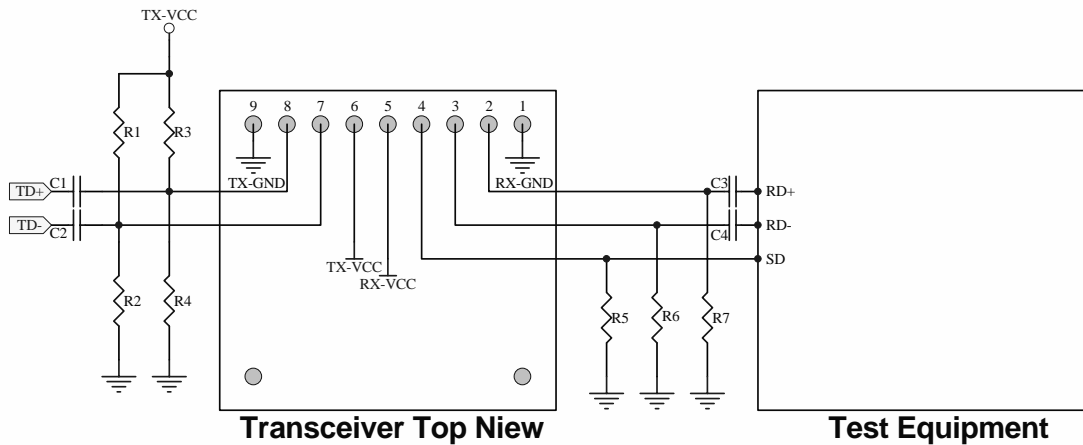 TX-VCC
9 8 7 6 5 4 3 2 1
R1 R3
TX-GND RX-GND
TD+ C1 C3 RD+
TD- C2 C4 RD-
TX-VCC SD
RX-VCC
R2 R4 R5 R6 R7
Transceiver Top Niew Test Equipment